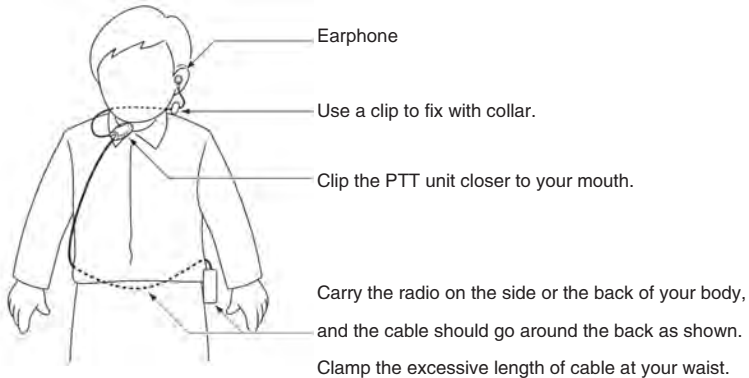 Earphone
Use a clip to fix with collar.
Clip the PTT unit closer to your mouth.
Carry the radio on the side or the back of your body,
and the cable should go around the back as shown.
Clamp the excessive length of cable at your waist.